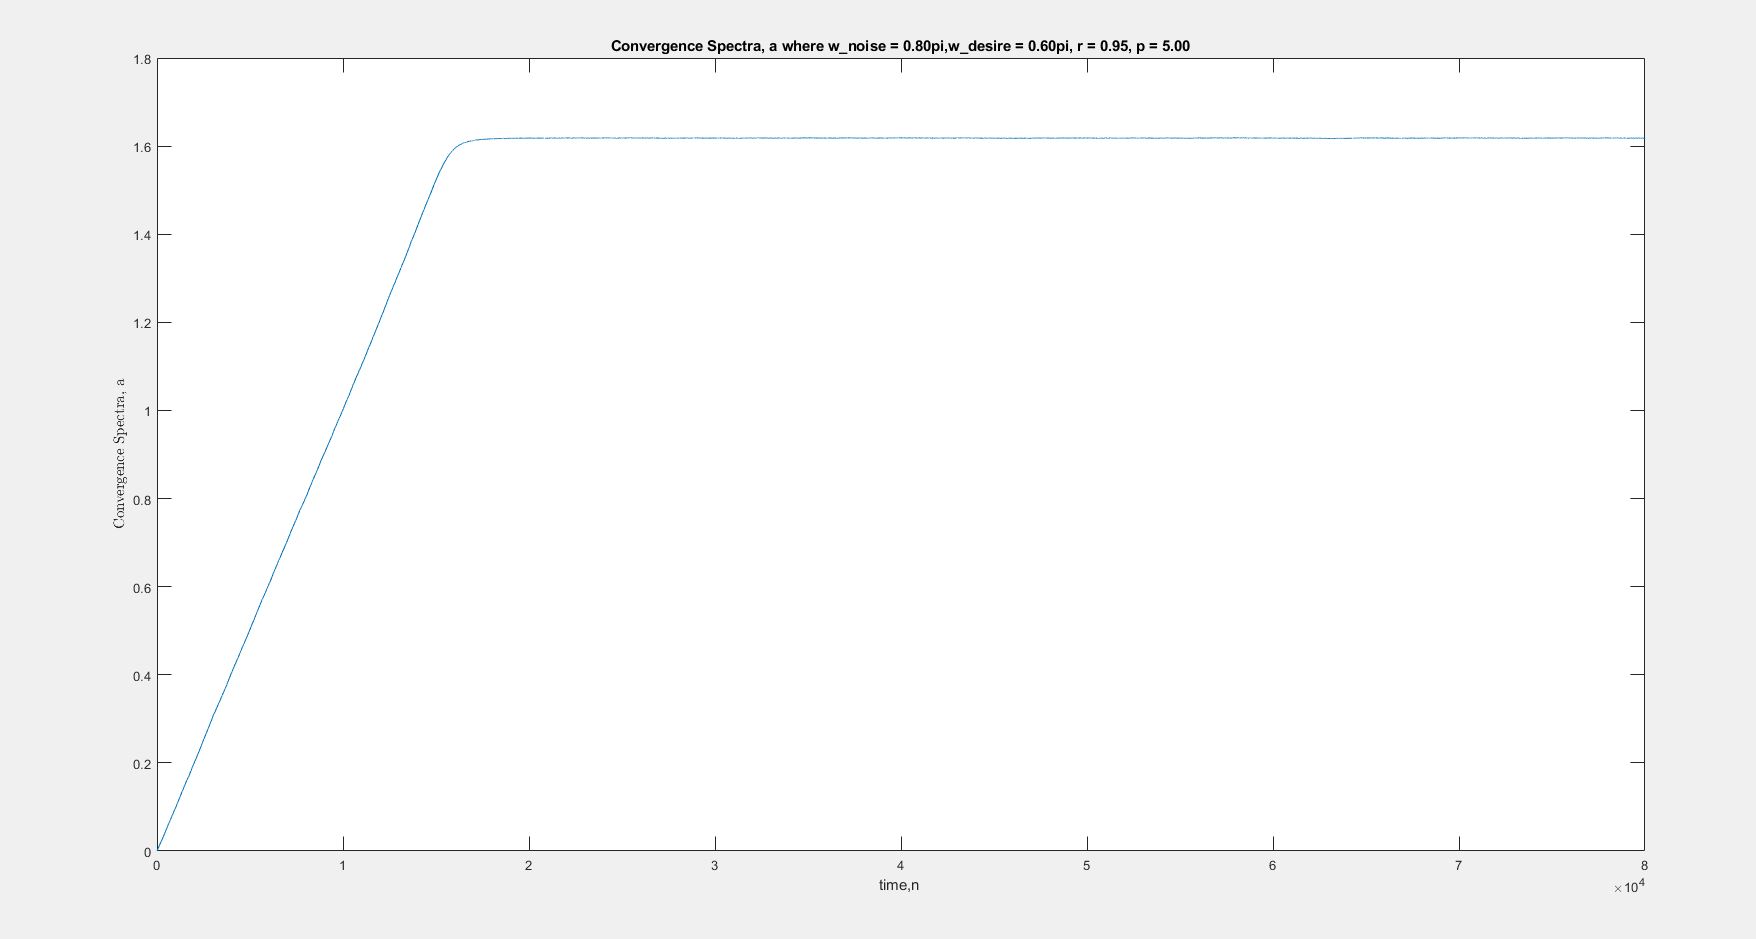 Convergence Spectra, a where w_noise = 0.80pi,w_desire = 0.60pi, r = 0.95, p = 5.00
1.8
1.6
1.4
1.2
1
0.8
0.6
0.4
0.2
0
Convergence Spectra, a
0 1 2 3 4 5 6 7 8
time,n
×10⁴